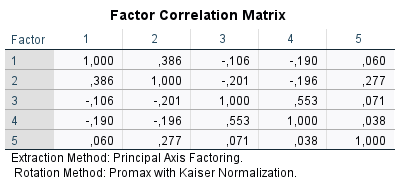 Factor Correlation Matrix
Factor 1 2 3 4 5
1 1,000 ,386 -,106 -,190 ,060
2 ,386 1,000 -,201 -,196 ,277
3 -,106 -,201 1,000 ,553 ,071
4 -,190 -,196 ,553 1,000 ,038
5 ,060 ,277 ,071 ,038 1,000
Extraction Method: Principal Axis Factoring.
Rotation Method: Promax with Kaiser Normalization.